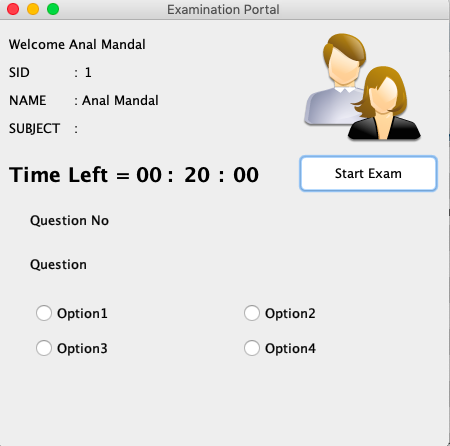 Examination Portal
Welcome Anal Mandal
SID : 1
NAME : Anal Mandal
SUBJECT :
Time Left = 00 : 20 : 00
Start Exam
Question No
Question
Option1 Option2
Option3 Option4